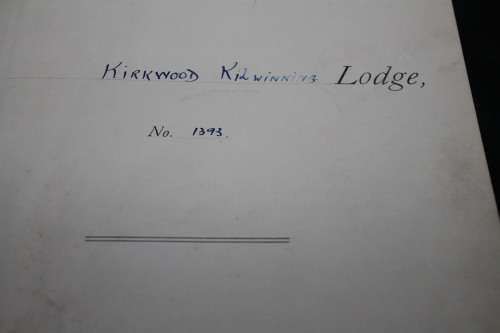 KIRKWOOD KILWINNING Lodge,
No. 1393.